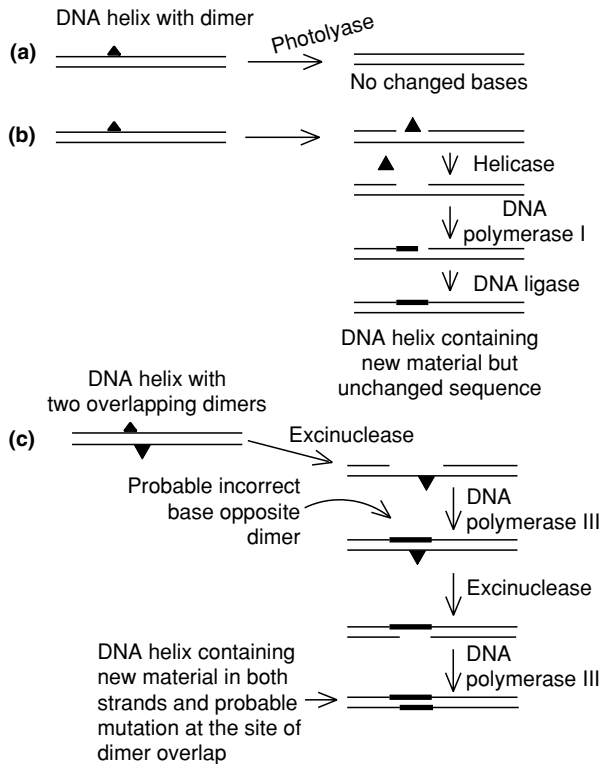 DNA helix with dimer
(a)
Photolyase
No changed bases
(b)
Helicase
DNA
polymerase I
DNA ligase
DNA helix containing
new material but
unchanged sequence
DNA helix with
two overlapping dimers
(c)
Excinuclease
Probable incorrect
base opposite
dimer
DNA
polymerase III
Excinuclease
DNA helix containing
new material in both
strands and probable
mutation at the site of
dimer overlap
DNA
polymerase III